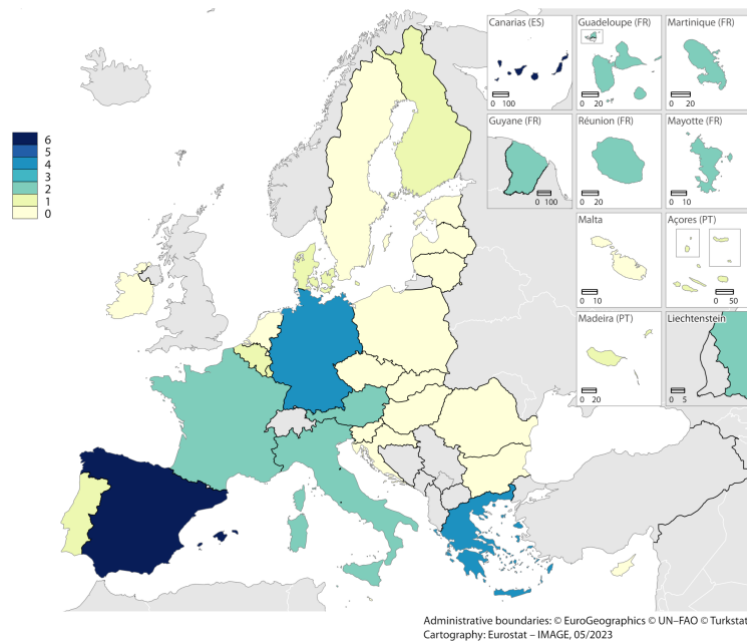 Canarias (ES)
0 100
Guadeloupe (FR)
0 20
Martinique (FR)
0 20
Guyane (FR)
0 100
Réunion (FR)
0 20
Mayotte (FR)
0 10
6
5
4
3
2
1
0
Malta
0 10
Açores (PT)
0 50
Madeira (PT)
0 20
Liechtenstein
0 5
Administrative boundaries: © EuroGeographics © UN–FAO © Turkstat
Cartography: Eurostat – IMAGE, 05/2023